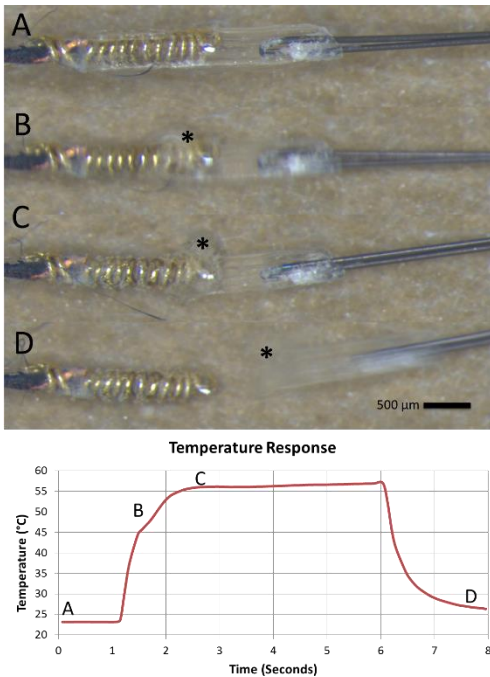 A
B
*
C
*
D
*
500 µm
Temperature Response
Temperature (°C)
60
55
50
45
40
35
30
25
20
A
B
C
D
0
1
2
3
4
5
6
7
8
Time (Seconds)